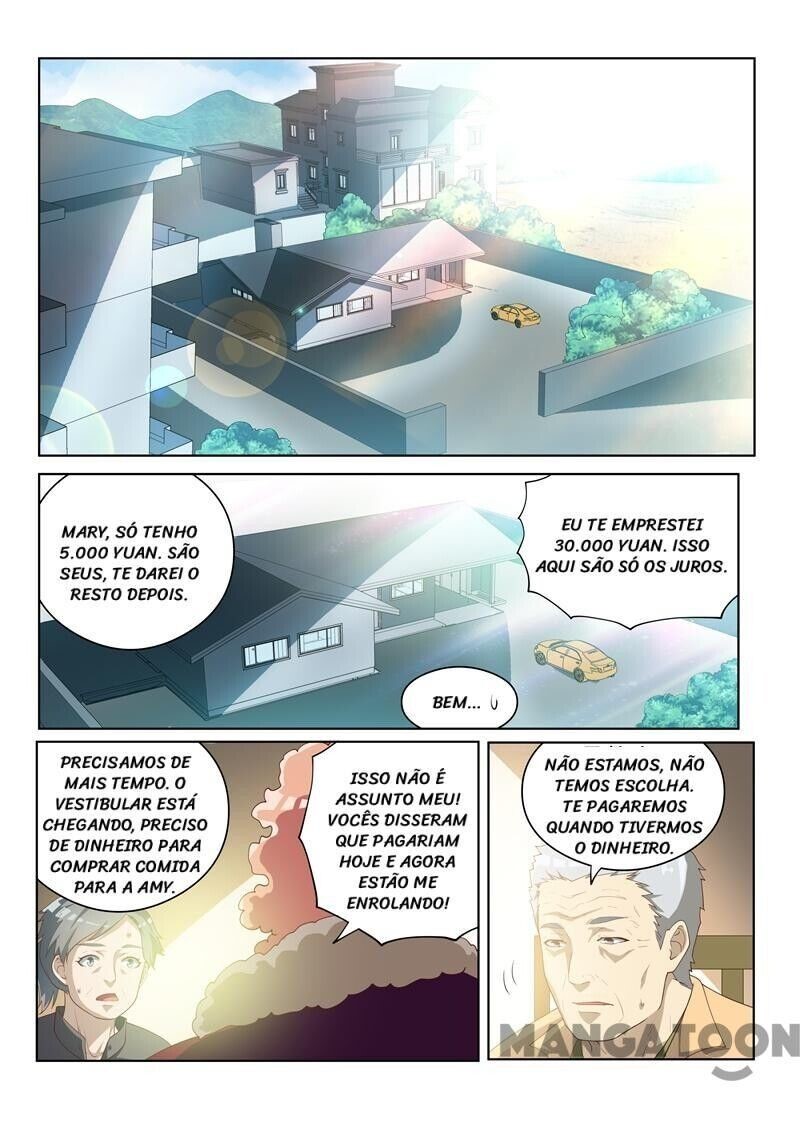 MARY, SÓ TENHO
5.000 YUAN. SÃO
SEUS, TE DAREI O
RESTO DEPOIS.
EU TE EMPRESTEI
30.000 YUAN. ISSO
AQUI SÃO SÓ OS JUROS.
BEM...
PRECISAMOS DE
MAIS TEMPO. O
VESTIBULAR ESTÁ
CHEGANDO, PRECISO
DE DINHEIRO PARA
COMPRAR COMIDA
PARA A AMY.
ISSO NÃO É
ASSUNTO MEU!
VOCÊS DISSERAM
QUE PAGARIAM
HOJE E AGORA
ESTÃO ME
ENROLANDO!
NÃO ESTAMOS, NÃO
TEMOS ESCOLHA.
TE PAGAREMOS
QUANDO TIVERMOS
O DINHEIRO.
MANGATOON